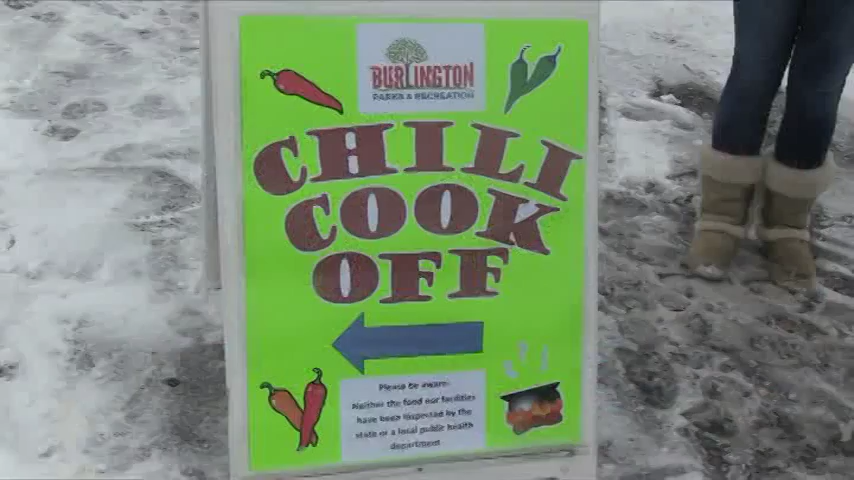 BURLINGTON
PARKS & RECREATION
CHILI
COOK
OFF
Please be aware:
Neither the food nor facilities
have been inspected by the
state or a local public health
department